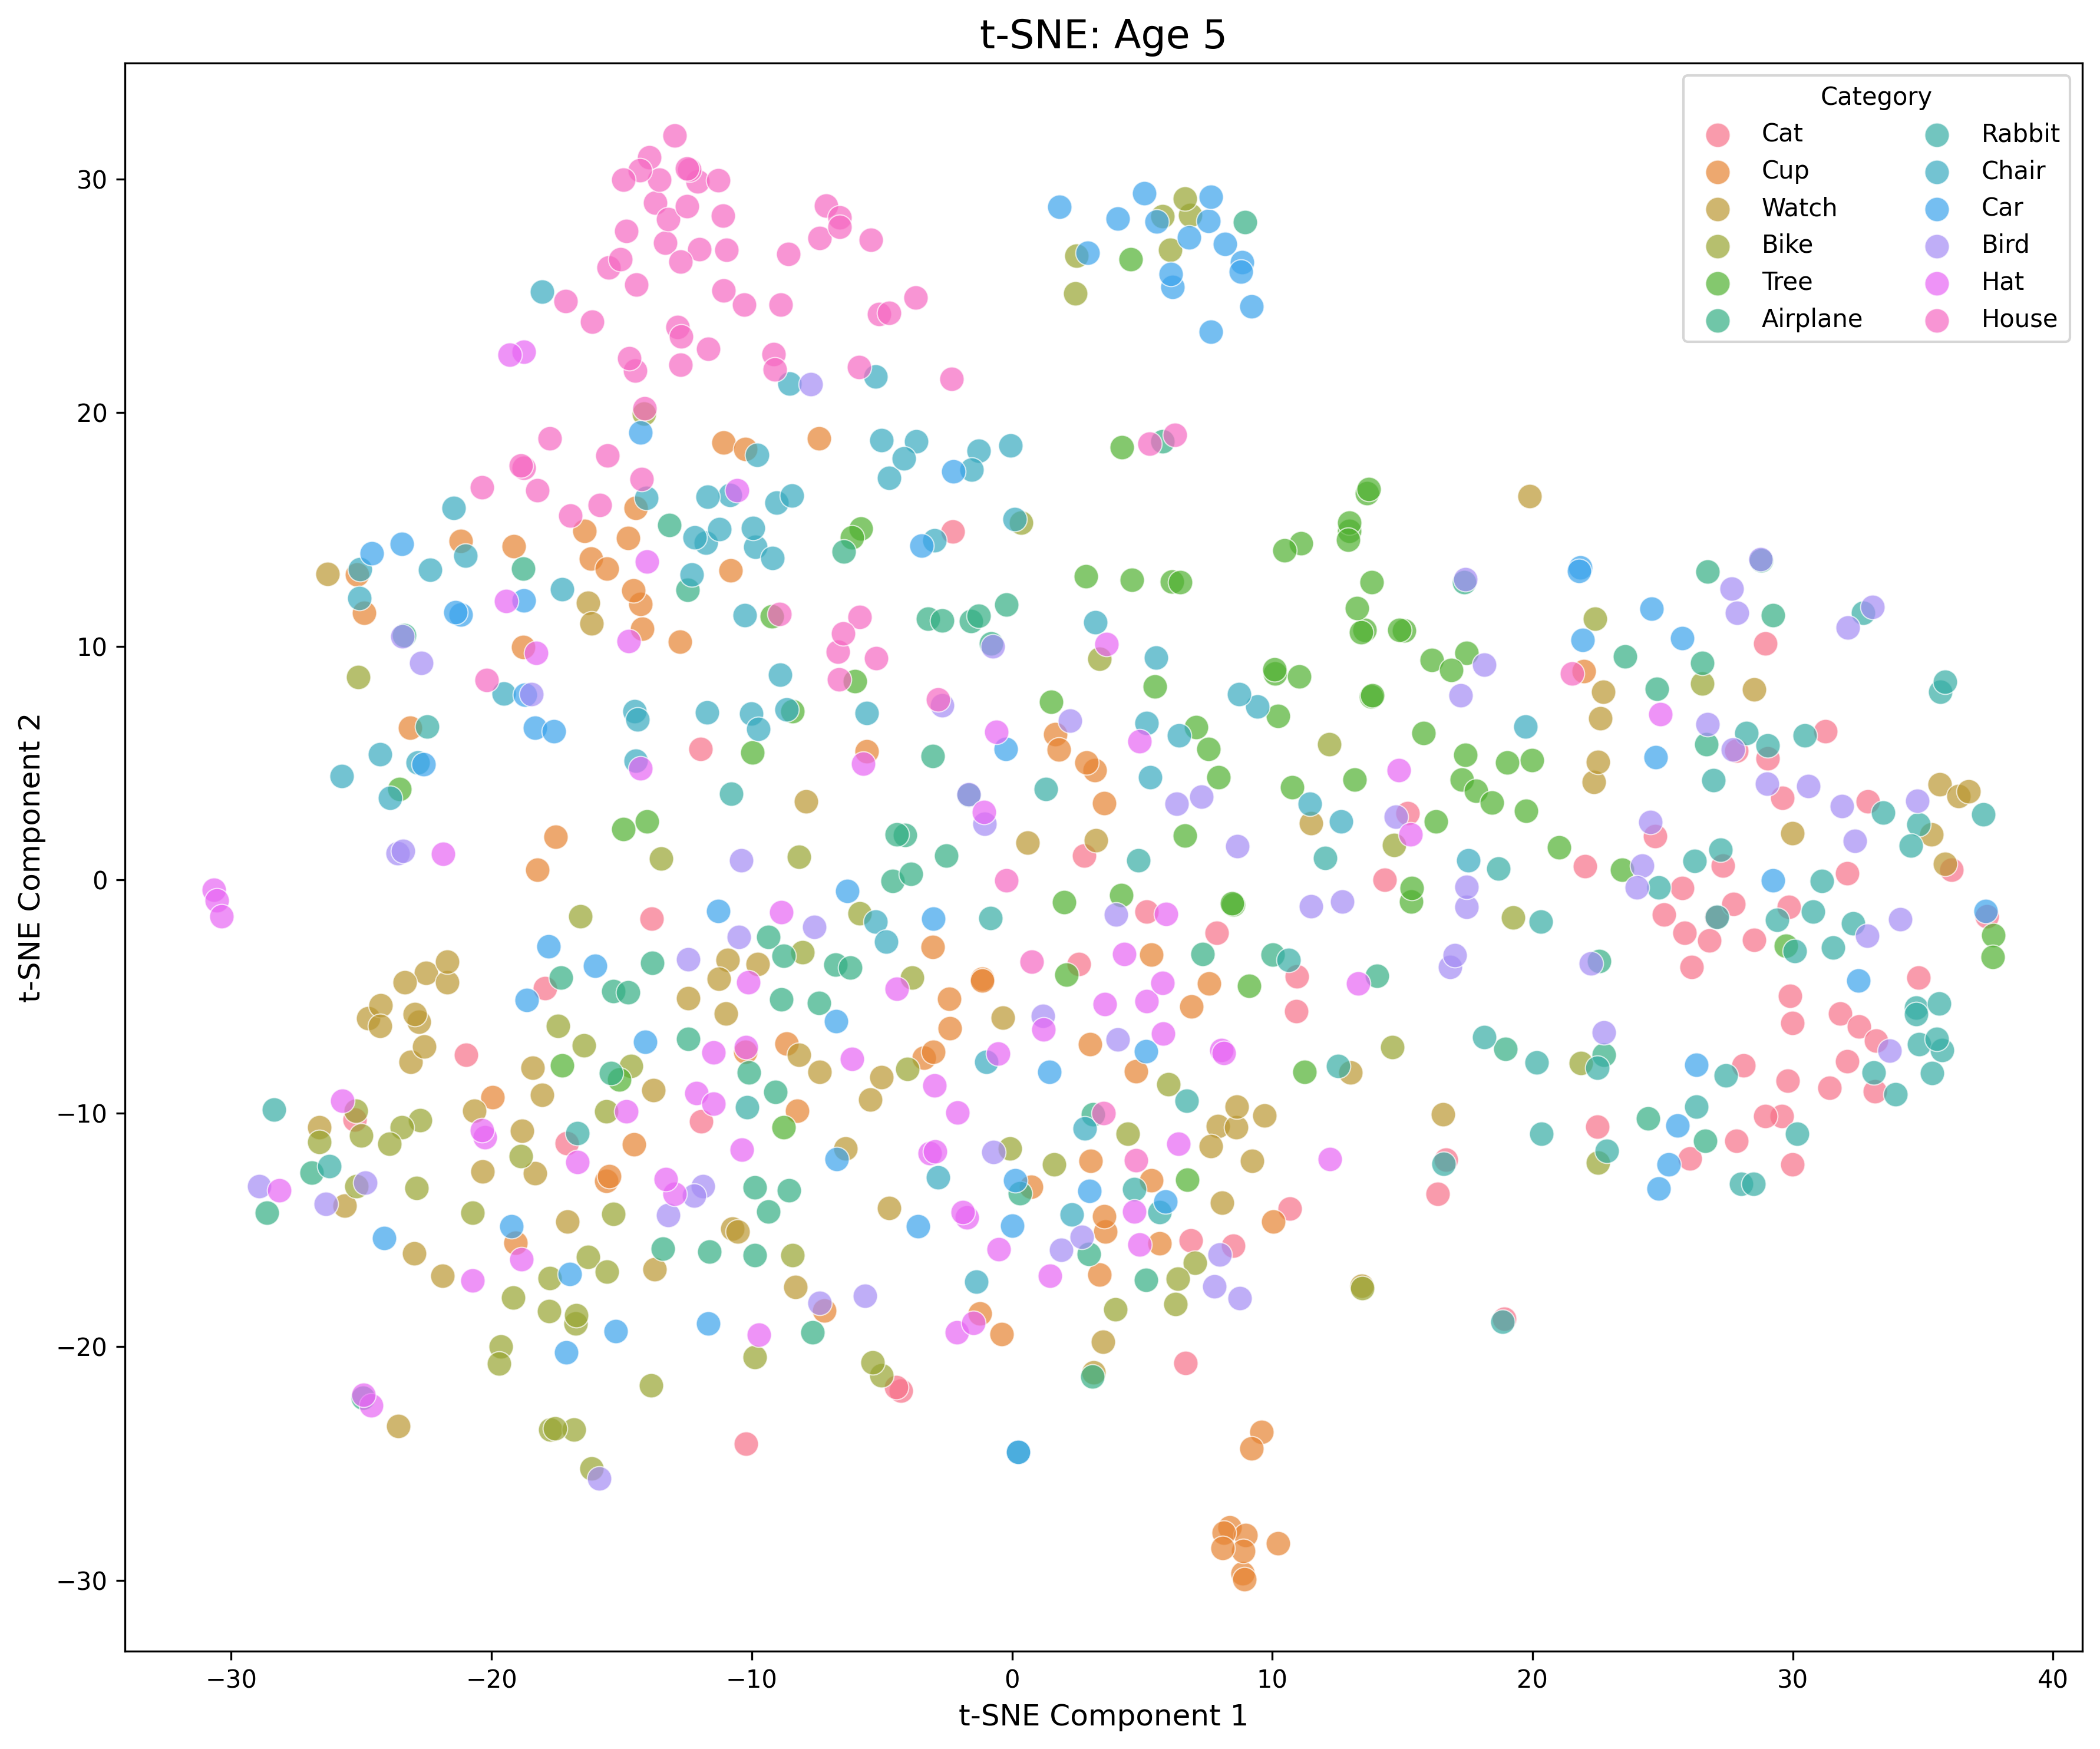 t-SNE: Age 5
Category
Cat
Cup
Watch
Bike
Tree
Airplane
Rabbit
Chair
Car
Bird
Hat
House
30
20
10
0
−10
−20
−30
t-SNE Component 2
−30
−20
−10
0
10
20
30
40
t-SNE Component 1